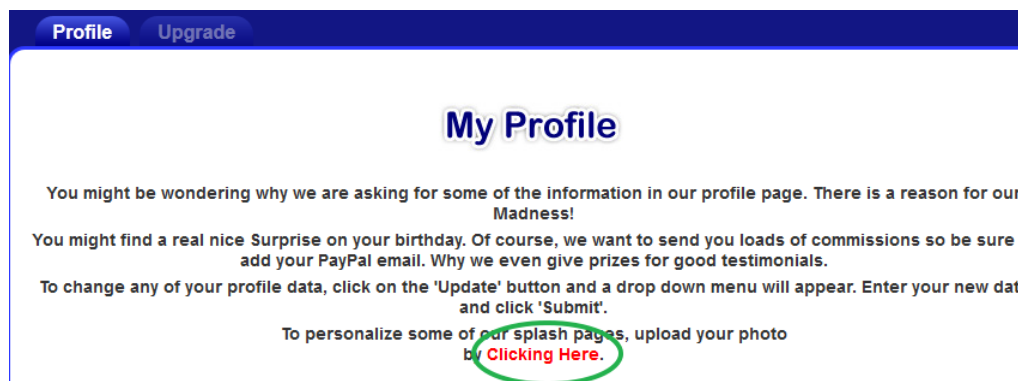 Profile Upgrade
My Profile
You might be wondering why we are asking for some of the information in our profile page. There is a reason for our
Madness!
You might find a real nice Surprise on your birthday. Of course, we want to send you loads of commissions so be sure
add your PayPal email. Why we even give prizes for good testimonials.
To change any of your profile data, click on the 'Update' button and a drop down menu will appear. Enter your new dat
and click 'Submit'.
To personalize some of our splash pages, upload your photo
by Clicking Here.